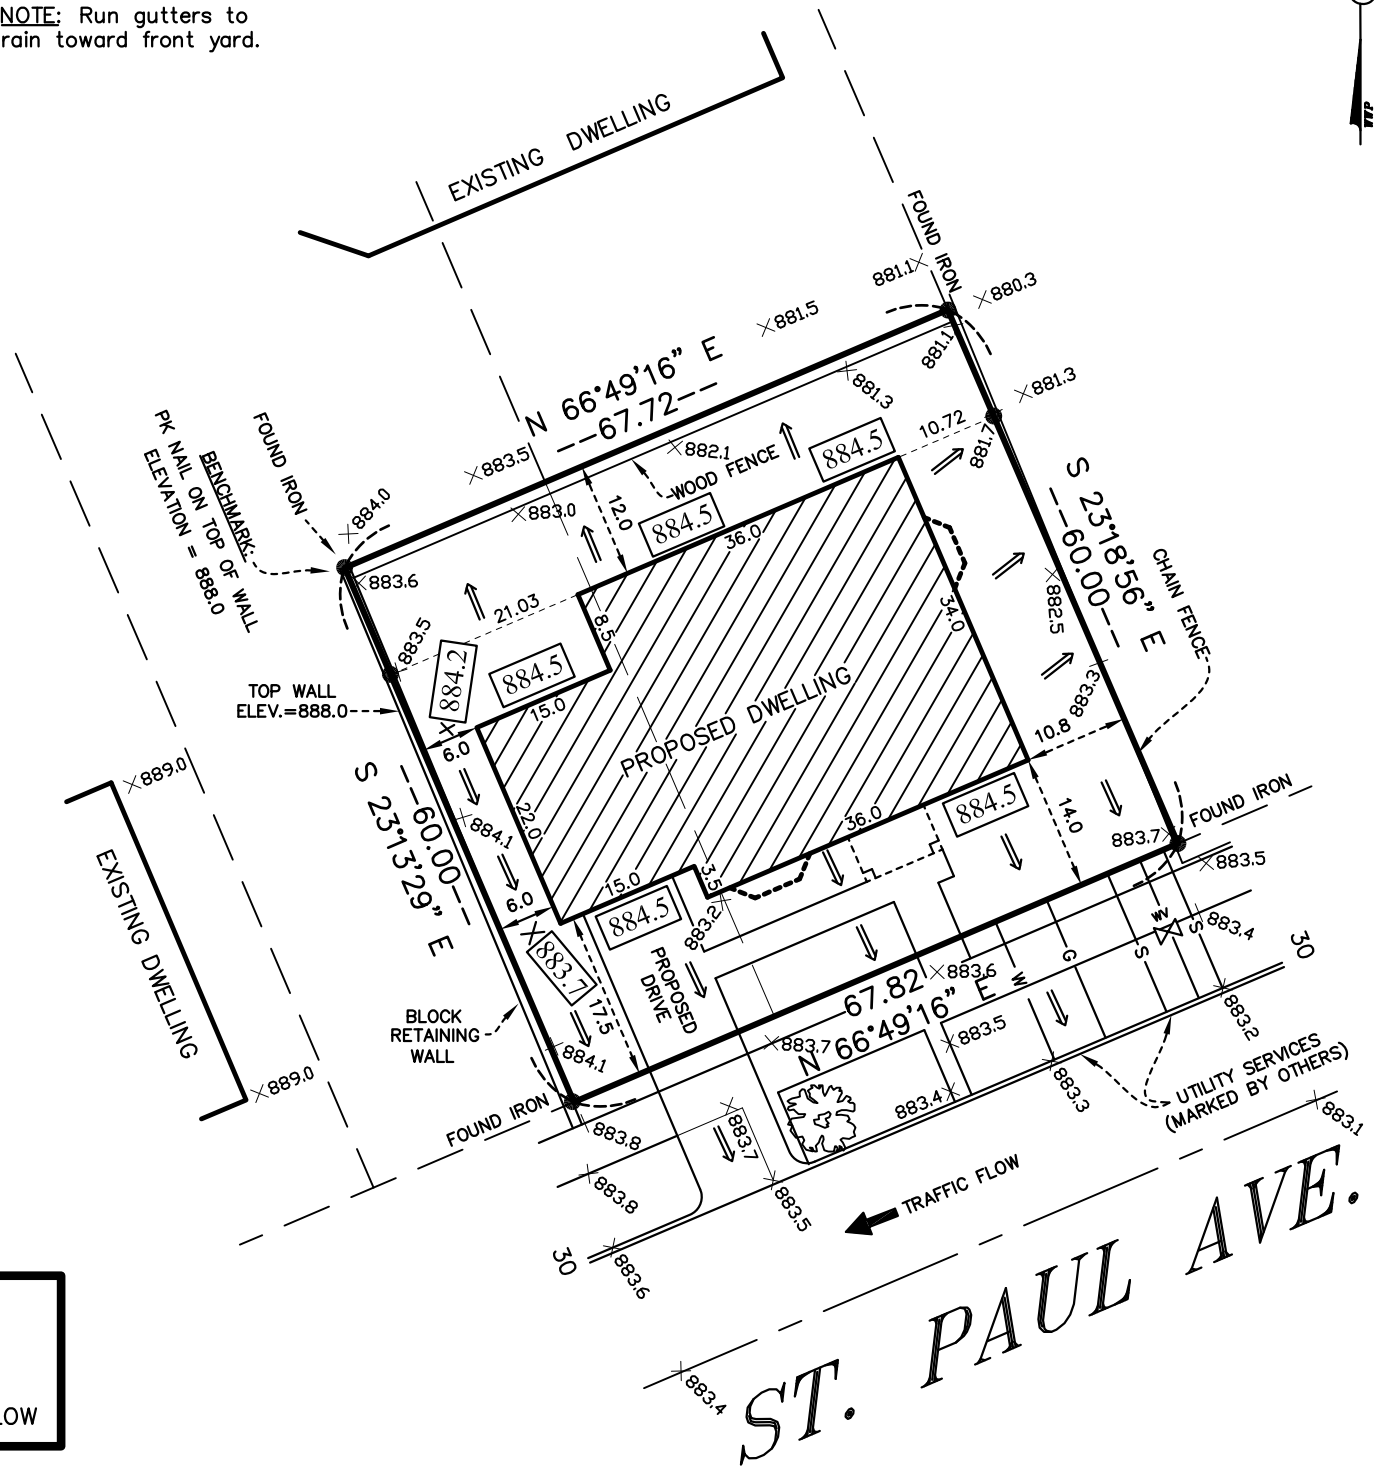 NOTE: Run gutters to
rain toward front yard.
EXISTING DWELLING
FOUND IRON
881.1
880.3
881.5
881.1
N 66°49'16" E
67.72
881.3
881.3
10.72
881.7
883.5
882.1
WOOD FENCE
884.5
S 23°18'56" E
60.00
CHAIN FENCE
FOUND IRON
BENCHMARK:
PK NAIL ON TOP OF WALL
ELEVATION = 888.0
884.0
883.0
12.0
884.5
36.0
883.6
21.03
8.5
34.0
882.5
883.5
884.2
884.5
TOP WALL
ELEV.=888.0
15.0
6.0
PROPOSED DWELLING
883.3
10.8
889.0
S 23°13'29" E
60.00
884.1
22.0
36.0
884.5
14.0
FOUND IRON
883.7
883.5
EXISTING DWELLING
6.0
15.0
3.5
884.5
883.2
883.7
PROPOSED
DRIVE
17.5
WV
S
S
G
W
883.4
30
883.6
67.82
N 66°49'16" E
BLOCK
RETAINING
WALL
884.1
883.7
883.5
883.2
889.0
FOUND IRON
883.8
883.7
883.4
883.3
UTILITY SERVICES
(MARKED BY OTHERS)
883.1
883.8
883.5
TRAFFIC FLOW
30
883.6
883.4
ST. PAUL AVE.
LOW